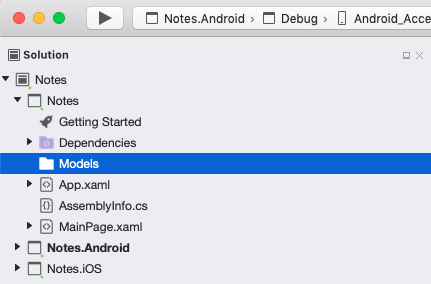 Notes.Android > Debug > Android_Acce
Solution
Notes
Notes
Getting Started
Dependencies
Models
App.xaml
AssemblyInfo.cs
MainPage.xaml
Notes.Android
Notes.iOS